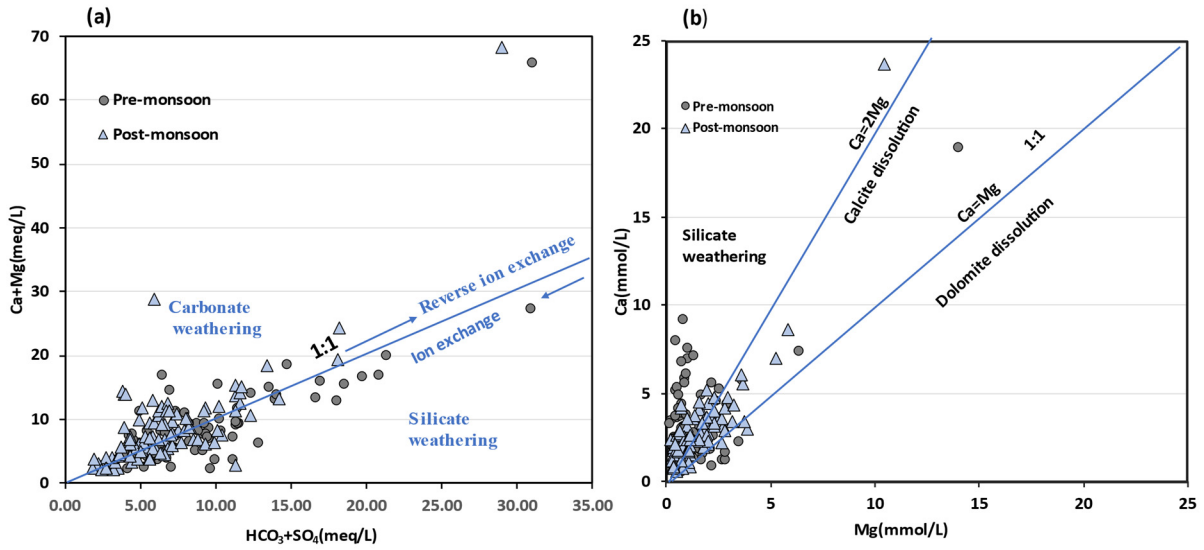 (a)
70
60
50
40
30
20
10
0
Ca+Mg(meq/L)
Pre-monsoon
Post-monsoon
Carbonate
weathering
1:1
Reverse ion exchange
Ion exchange
Silicate
weathering
0.00 5.00 10.00 15.00 20.00 25.00 30.00 35.00
HCO₃+SO₄(meq/L)
(b)
25
20
15
10
5
0
Ca(mmol/L)
Pre-monsoon
Post-monsoon
Silicate
weathering
Ca=2Mg
Calcite dissolution
1:1
Ca=Mg
Dolomite dissolution
0 5 10 15 20 25
Mg(mmol/L)